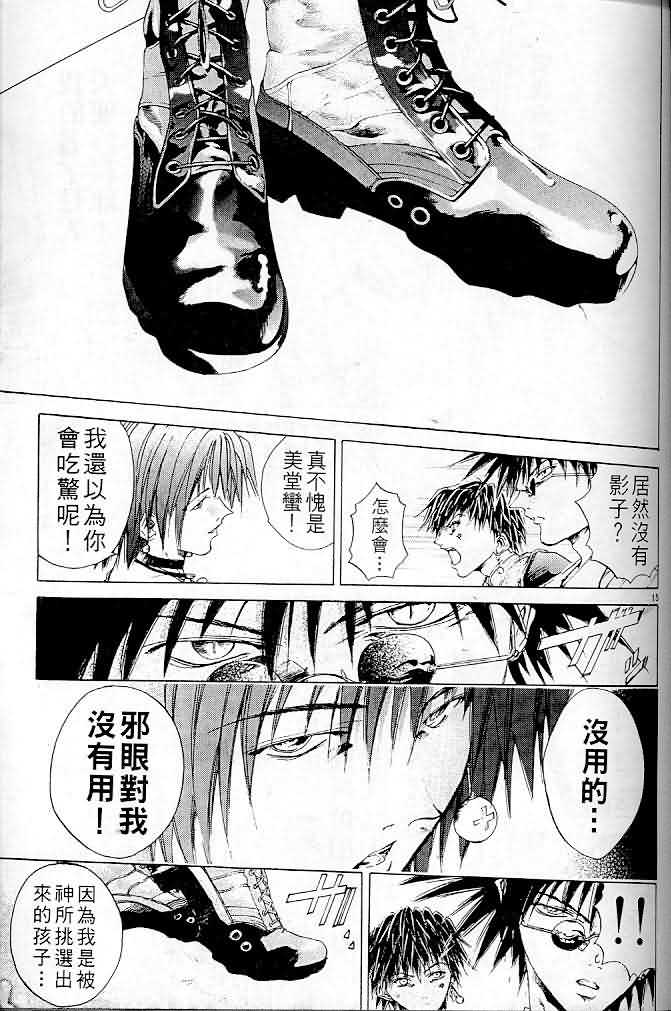 居然沒有
影子？
怎麼會…
真不愧是
美堂蠻！
我還以為你
會吃驚呢！
15
沒用的…
邪眼對我
沒有用！
!!
因為我是被
神所挑選出
來的孩子…